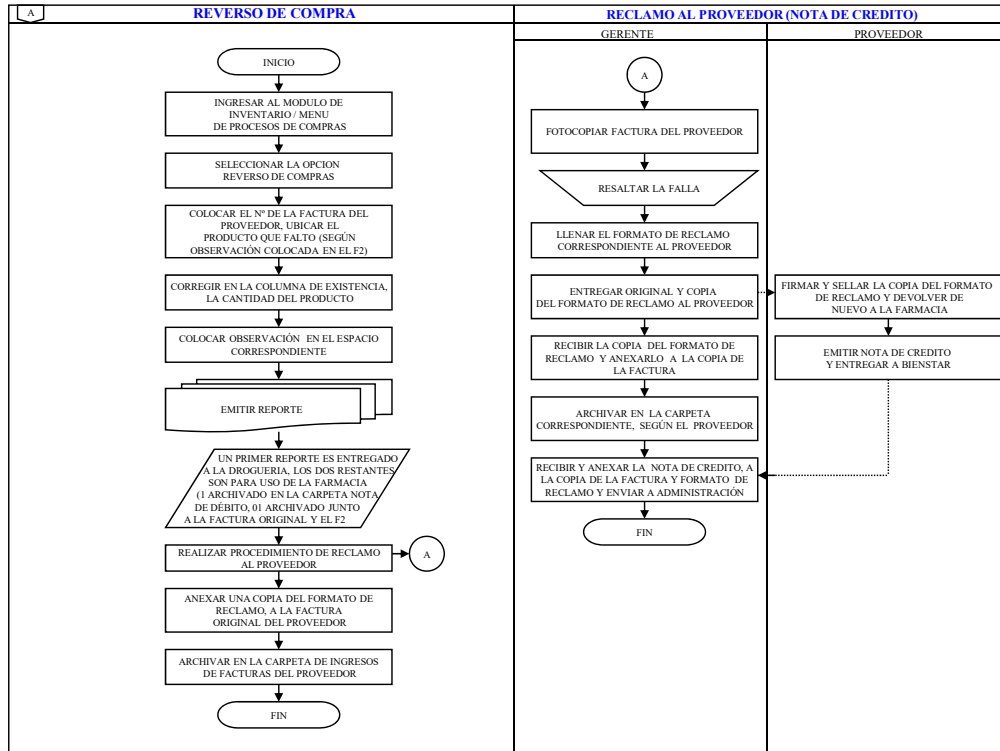 A
REVERSO DE COMPRA
INICIO
INGRESAR AL MODULO DE
INVENTARIO / MENU
DE PROCESOS DE COMPRAS
SELECCIONAR LA OPCION
REVERSO DE COMPRAS
COLOCAR EL Nº DE LA FACTURA DEL
PROVEEDOR, UBICAR EL
PRODUCTO QUE FALTO (SEGÚN
OBSERVACIÓN COLOCADA EN EL F2)
CORREGIR EN LA COLUMNA DE EXISTENCIA,
LA CANTIDAD DEL PRODUCTO
COLOCAR OBSERVACIÓN EN EL ESPACIO
CORRESPONDIENTE
EMITIR REPORTE
UN PRIMER REPORTE ES ENTREGADO
A LA DROGUERIA, LOS DOS RESTANTES
SON PARA USO DE LA FARMACIA
(1 ARCHIVADO EN LA CARPETA NOTA
DE DÉBITO, 01 ARCHIVADO JUNTO
A LA FACTURA ORIGINAL Y EL F2
REALIZAR PROCEDIMIENTO DE RECLAMO
AL PROVEEDOR
A
ANEXAR UNA COPIA DEL FORMATO DE
RECLAMO, A LA FACTURA
ORIGINAL DEL PROVEEDOR
ARCHIVAR EN LA CARPETA DE INGRESOS
DE FACTURAS DEL PROVEEDOR
FIN
RECLAMO AL PROVEEDOR (NOTA DE CREDITO)
GERENTE
PROVEEDOR
A
FOTOCOPIAR FACTURA DEL PROVEEDOR
RESALTAR LA FALLA
LLENAR EL FORMATO DE RECLAMO
CORRESPONDIENTE AL PROVEEDOR
ENTREGAR ORIGINAL Y COPIA
DEL FORMATO DE RECLAMO AL PROVEEDOR
FIRMAR Y SELLAR LA COPIA DEL FORMATO
DE RECLAMO Y DEVOLVER DE
NUEVO A LA FARMACIA
RECIBIR LA COPIA DEL FORMATO DE
RECLAMO Y ANEXARLO A LA COPIA DE
LA FACTURA
EMITIR NOTA DE CREDITO
Y ENTREGAR A BIENSTAR
ARCHIVAR EN LA CARPETA
CORRESPONDIENTE, SEGÚN EL PROVEEDOR
RECIBIR Y ANEXAR LA NOTA DE CREDITO, A
LA COPIA DE LA FACTURA Y FORMATO DE
RECLAMO Y ENVIAR A ADMINISTRACIÓN
FIN